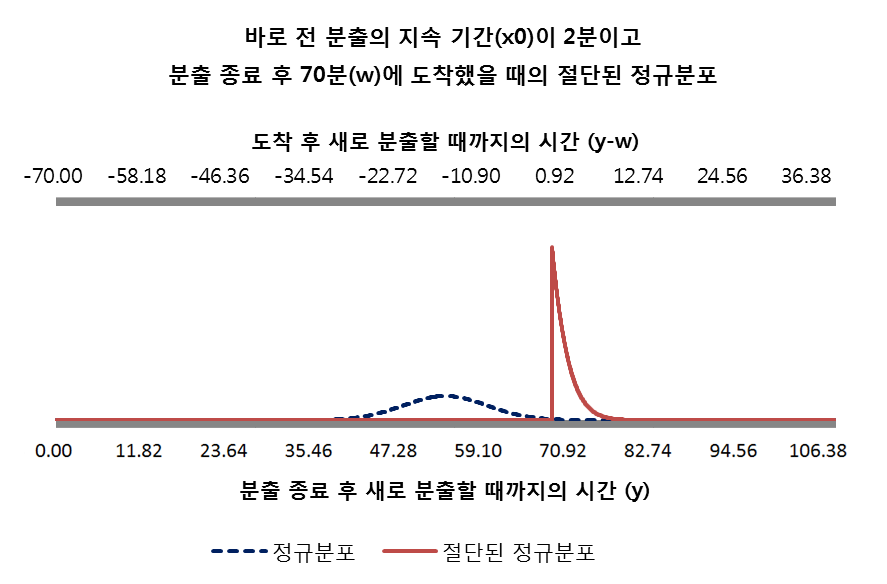 바로 전 분출의 지속 기간(x0)이 2분이고
분출 종료 후 70분(w)에 도착했을 때의 절단된 정규분포
도착 후 새로 분출할 때까지의 시간 (y-w)
-70.00 -58.18 -46.36 -34.54 -22.72 -10.90 0.92 12.74 24.56 36.38
0.00 11.82 23.64 35.46 47.28 59.10 70.92 82.74 94.56 106.38
분출 종료 후 새로 분출할 때까지의 시간 (y)
정규분포 절단된 정규분포